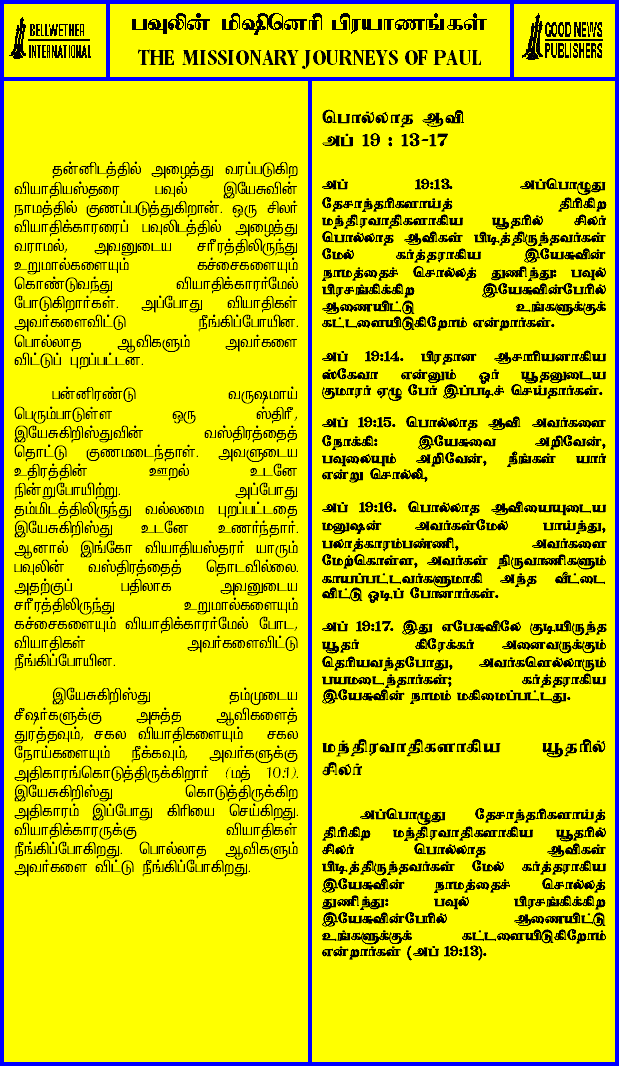 BELLWETHER
INTERNATIONAL
பவுலின் மிஷினெரி பிரயாணங்கள்
THE MISSIONARY JOURNEYS OF PAUL
GOOD NEWS
PUBLISHERS
தன்னிடத்தில் அழைத்து வரப்படுகிற
வியாதியஸ்தரை பவுல் இயேசுவின்
நாமத்தில் குணப்படுத்துகிறான். ஒரு சிலர்
வியாதிக்காரரைப் பவுலிடத்தில் அழைத்து
வராமல், அவனுடைய சரீரத்திலிருந்து
உறுமால்களையும் கச்சைகளையும்
கொண்டுவந்து வியாதிக்காரர்மேல்
போடுகிறார்கள். அப்போது வியாதிகள்
அவர்களைவிட்டு நீங்கிப்போயின.
பொல்லாத ஆவிகளும் அவர்களை
விட்டுப் புறப்பட்டன.
பன்னிரண்டு வருஷமாய்
பெரும்பாடுள்ள ஒரு ஸ்திரீ,
இயேசுகிறிஸ்துவின் வஸ்திரத்தைத்
தொட்டு குணமடைந்தாள். அவளுடைய
உதிரத்தின் ஊறல் உடனே
நின்றுபோயிற்று. அப்போது
தம்மிடத்திலிருந்து வல்லமை புறப்பட்டதை
இயேசுகிறிஸ்து உடனே உணர்ந்தார்.
ஆனால் இங்கோ வியாதியஸ்தரர் யாரும்
பவுலின் வஸ்திரத்தைத் தொடவில்லை.
அதற்குப் பதிலாக அவனுடைய
சரீரத்திலிருந்து உறுமால்களையும்
கச்சைகளையும் வியாதிக்காரர்மேல் போட,
வியாதிகள் அவர்களைவிட்டு
நீங்கிப்போயின.
இயேசுகிறிஸ்து தம்முடைய
சீஷர்களுக்கு அசுத்த ஆவிகளைத்
துரத்தவும், சகல வியாதிகளையும் சகல
நோய்களையும் நீக்கவும், அவர்களுக்கு
அதிகாரங்கொடுத்திருக்கிறார் (மத் 10:1).
இயேசுகிறிஸ்து கொடுத்திருக்கிற
அதிகாரம் இப்போது கிரியை செய்கிறது.
வியாதிக்காரருக்கு வியாதிகள்
நீங்கிப்போகிறது. பொல்லாத ஆவிகளும்
அவர்களை விட்டு நீங்கிப்போகிறது.
பொல்லாத ஆவி
அப் 19 : 13-17
அப் 19:13. அப்பொழுது
தேசாந்தரிகளாய்த் திரிகிற
மந்திரவாதிகளாகிய யூதரில் சிலர்
பொல்லாத ஆவிகள் பிடித்திருந்தவர்கள்
மேல் கர்த்தராகிய இயேசுவின்
நாமத்தைச் சொல்லத் துணிந்து: பவுல்
பிரசங்கிக்கிற இயேசுவின்பேரில்
ஆணையிட்டு உங்களுக்குக்
கட்டளையிடுகிறோம் என்றார்கள்.
அப் 19:14. பிரதான ஆசாரியனாகிய
ஸ்கேவா என்னும் ஓர் யூதனுடைய
குமாரர் ஏழு பேர் இப்படிச் செய்தார்கள்.
அப் 19:15. பொல்லாத ஆவி அவர்களை
நோக்கி: இயேசுவை அறிவேன்,
பவுலையும் அறிவேன், நீங்கள் யார்
என்று சொல்லி,
அப் 19:16. பொல்லாத ஆவியையுடைய
மனுஷன் அவர்கள்மேல் பாய்ந்து,
பலாத்காரம்பண்ணி, அவர்களை
மேற்கொள்ள, அவர்கள் நிருவாணிகளும்
காயப்பட்டவர்களுமாகி அந்த வீட்டை
விட்டு ஓடிப் போனார்கள்.
அப் 19:17. இது எபேசுவிலே குடியிருந்த
யூதர் கிரேக்கர் அனைவருக்கும்
தெரியவந்தபோது, அவர்களெல்லாரும்
பயமடைந்தார்கள்; கர்த்தராகிய
இயேசுவின் நாமம் மகிமைப்பட்டது.
மந்திரவாதிகளாகிய யூதரில்
சிலர்
அப்பொழுது தேசாந்தரிகளாய்த்
திரிகிற மந்திரவாதிகளாகிய யூதரில்
சிலர் பொல்லாத ஆவிகள்
பிடித்திருந்தவர்கள் மேல் கர்த்தராகிய
இயேசுவின் நாமத்தைச் சொல்லத்
துணிந்து: பவுல் பிரசங்கிக்கிற
இயேசுவின்பேரில் ஆணையிட்டு
உங்களுக்குக் கட்டளையிடுகிறோம்
என்றார்கள் (அப் 19:13).